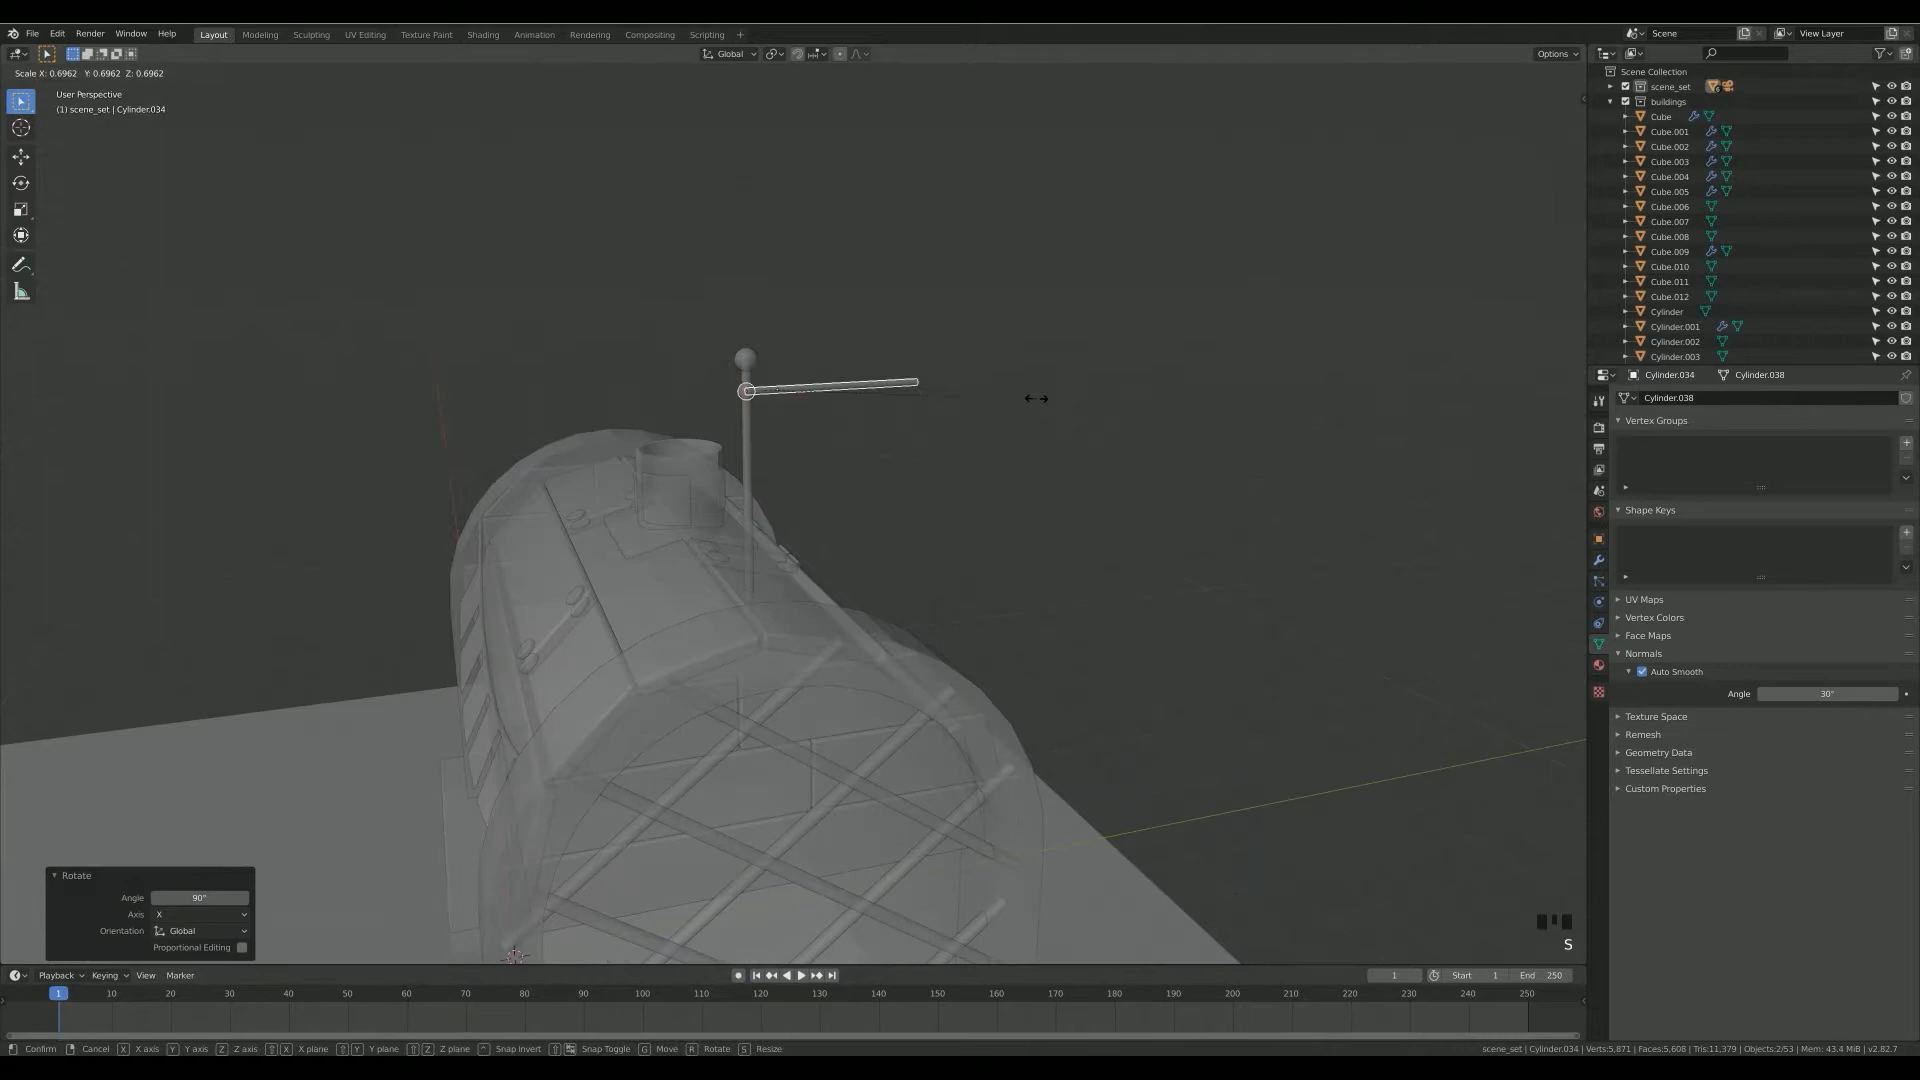 File Edit Render Window Help Layout Modeling Sculpting UV Editing Texture Paint Shading Animation Rendering Compositing Scripting + Scene View Layer
Global Options
Scale X: 0.6962 Y: 0.6962 Z: 0.6962
User Perspective
(1) scene_set | Cylinder.034
Scene Collection
scene_set
buildings
Cube
Cube.001
Cube.002
Cube.003
Cube.004
Cube.005
Cube.006
Cube.007
Cube.008
Cube.009
Cube.010
Cube.011
Cube.012
Cylinder
Cylinder.001
Cylinder.002
Cylinder.003
Cylinder.034 Cylinder.038
Cylinder.038
Vertex Groups
Shape Keys
UV Maps
Vertex Colors
Face Maps
Normals
Auto Smooth
Angle 30°
Texture Space
Remesh
Geometry Data
Tessellate Settings
Custom Properties
Rotate
Angle 90°
Axis X
Orientation Global
Proportional Editing
S
Playback Keying View Marker 1 Start 1 End 250
1 10 20 30 40 50 60 70 80 90 100 110 120 130 140 150 160 170 180 190 200 210 220 230 240 250
Confirm Cancel X X axis Y Y axis Z Z axis X X plane Y Y plane Z Z plane Snap Invert Snap Toggle G Move R Rotate S Resize scene_set | Cylinder.034 | Verts:5,871 | Faces:5,608 | Tris:11,379 | Objects:2/53 | Mem: 43.4 MiB | v2.82.7